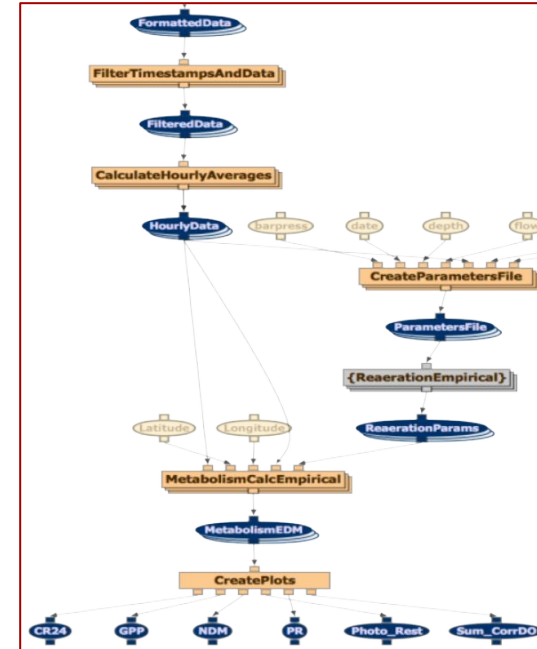 FormattedData
FilterTimestampsAndData
FilteredData
CalculateHourlyAverages
HourlyData barpress date depth flow
CreateParametersFile
ParametersFile
{ReaerationEmpirical}
Latitude Longitude ReaerationParams
MetabolismCalcEmpirical
MetabolismEDM
CreatePlots
CR24 GPP NDM PR Photo_Rest Sum_CorrDO